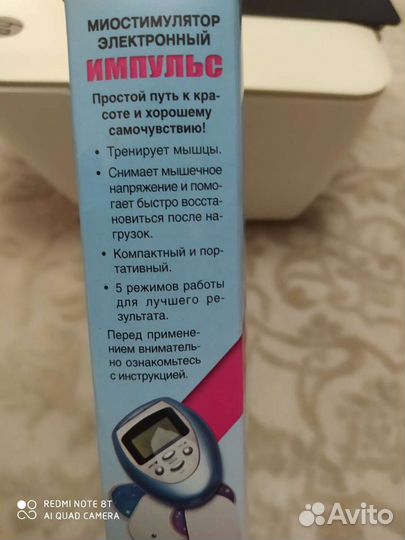 МИОСТИМУЛЯТОР
ЭЛЕКТРОННЫЙ
ИМПУЛЬС
Простой путь к кра-
соте и хорошему
самочувствию!
• Тренирует мышцы.
• Снимает мышечное
напряжение и помо-
гает быстро восста-
новиться после на-
грузок.
• Компактный и пор-
тативный.
• 5 режимов работы
для лучшего ре-
зультата.
Перед примене-
нием вниматель-
но ознакомьтесь
с инструкцией.
REDMI NOTE 8T
AI QUAD CAMERA
Avito